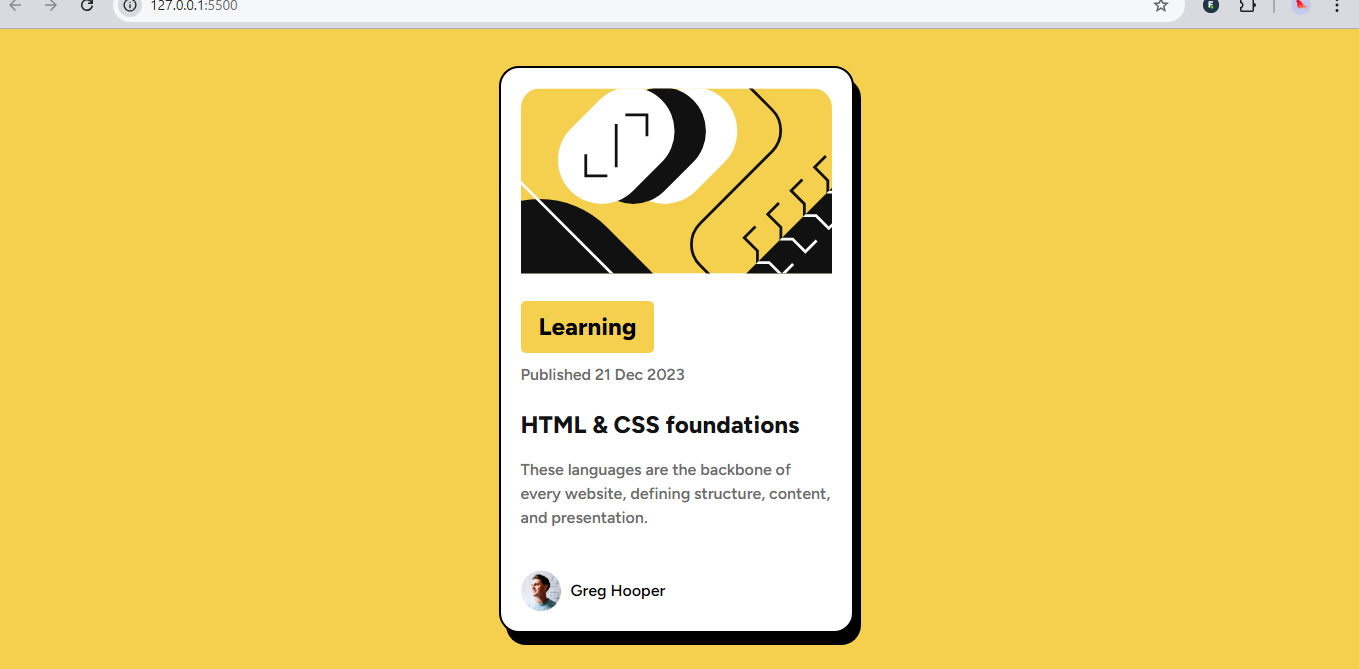 127.0.0.1:5500
Learning
Published 21 Dec 2023
HTML & CSS foundations
These languages are the backbone of
every website, defining structure, content,
and presentation.
Greg Hooper